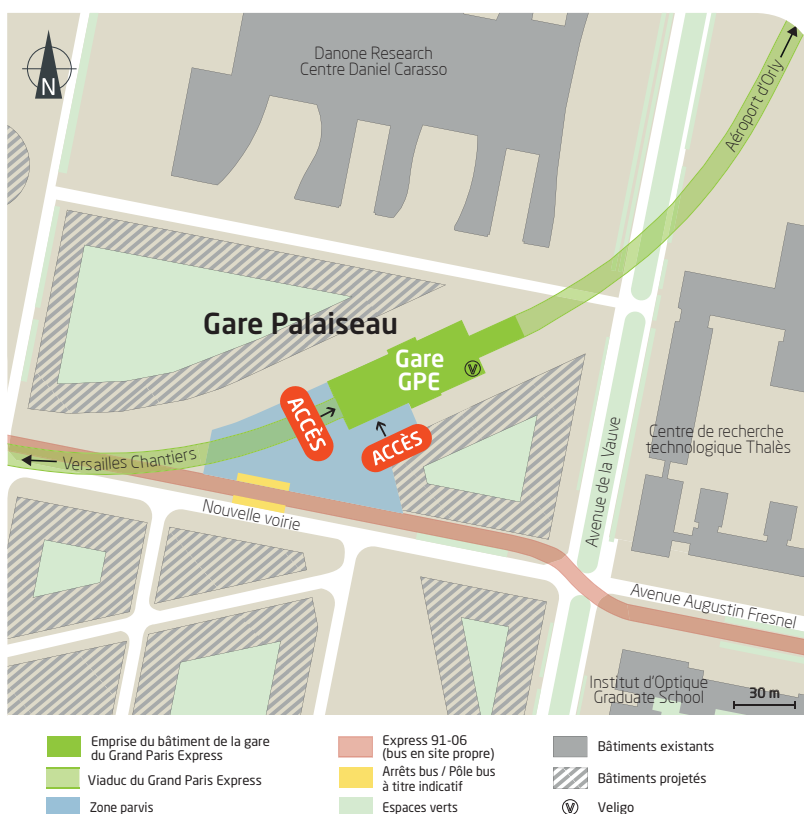 N
Danone Research
Centre Daniel Carasso
Aéroport d'Orly
Gare Palaiseau
Gare
GPE
V
ACCÈS
ACCÈS
Versailles Chantiers
Nouvelle voirie
Avenue de la Vauve
Centre de recherche
technologique Thalès
Avenue Augustin Fresnel
Institut d'Optique
Graduate School
30 m
Emprise du bâtiment de la gare
du Grand Paris Express
Viaduc du Grand Paris Express
Zone parvis
Express 91-06
(bus en site propre)
Arrêts bus / Pôle bus
à titre indicatif
Espaces verts
Bâtiments existants
Bâtiments projetés
V Veligo